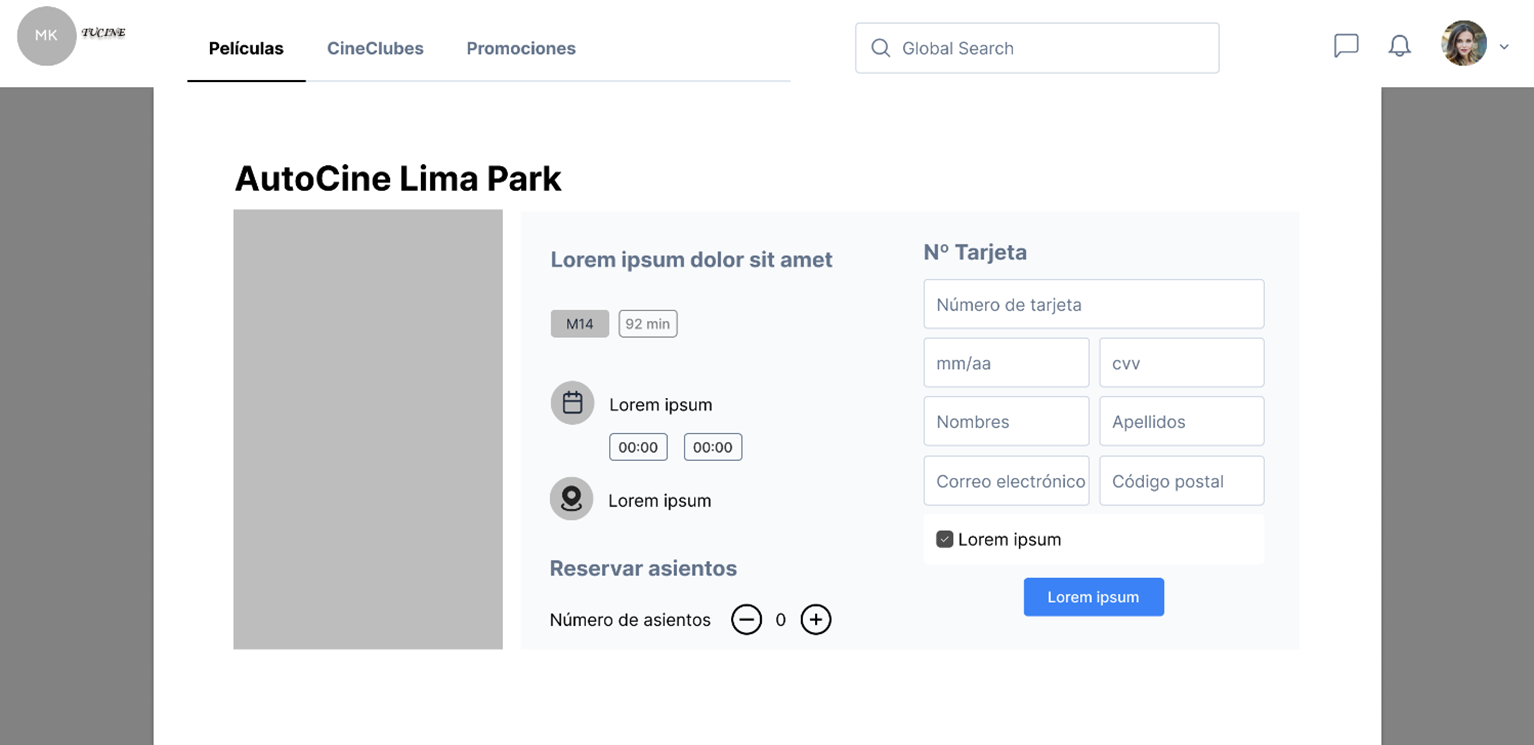 MK
TUCINE
Películas
CineClubes
Promociones
Global Search
AutoCine Lima Park
Lorem ipsum dolor sit amet
M14
92 min
Lorem ipsum
00:00
00:00
Lorem ipsum
Reservar asientos
Número de asientos
0
Nº Tarjeta
Número de tarjeta
mm/aa
cvv
Nombres
Apellidos
Correo electrónico
Código postal
Lorem ipsum
Lorem ipsum